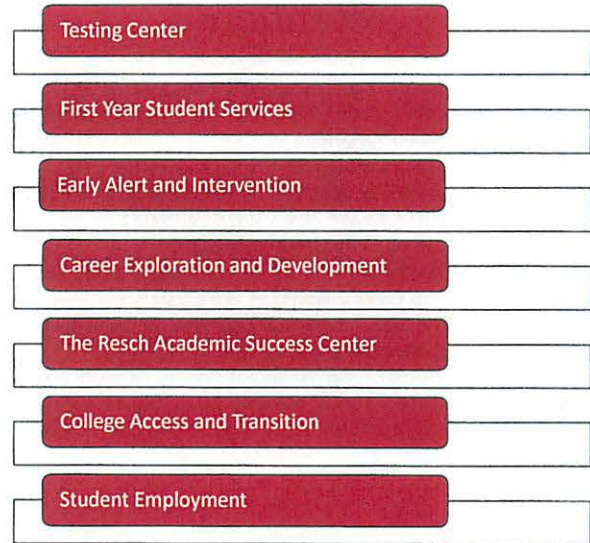 Testing Center
First Year Student Services
Early Alert and Intervention
Career Exploration and Development
The Resch Academic Success Center
College Access and Transition
Student Employment